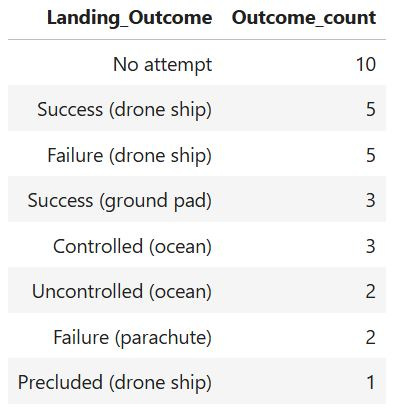 Landing_Outcome Outcome_count
No attempt 10
Success (drone ship) 5
Failure (drone ship) 5
Success (ground pad) 3
Controlled (ocean) 3
Uncontrolled (ocean) 2
Failure (parachute) 2
Precluded (drone ship) 1